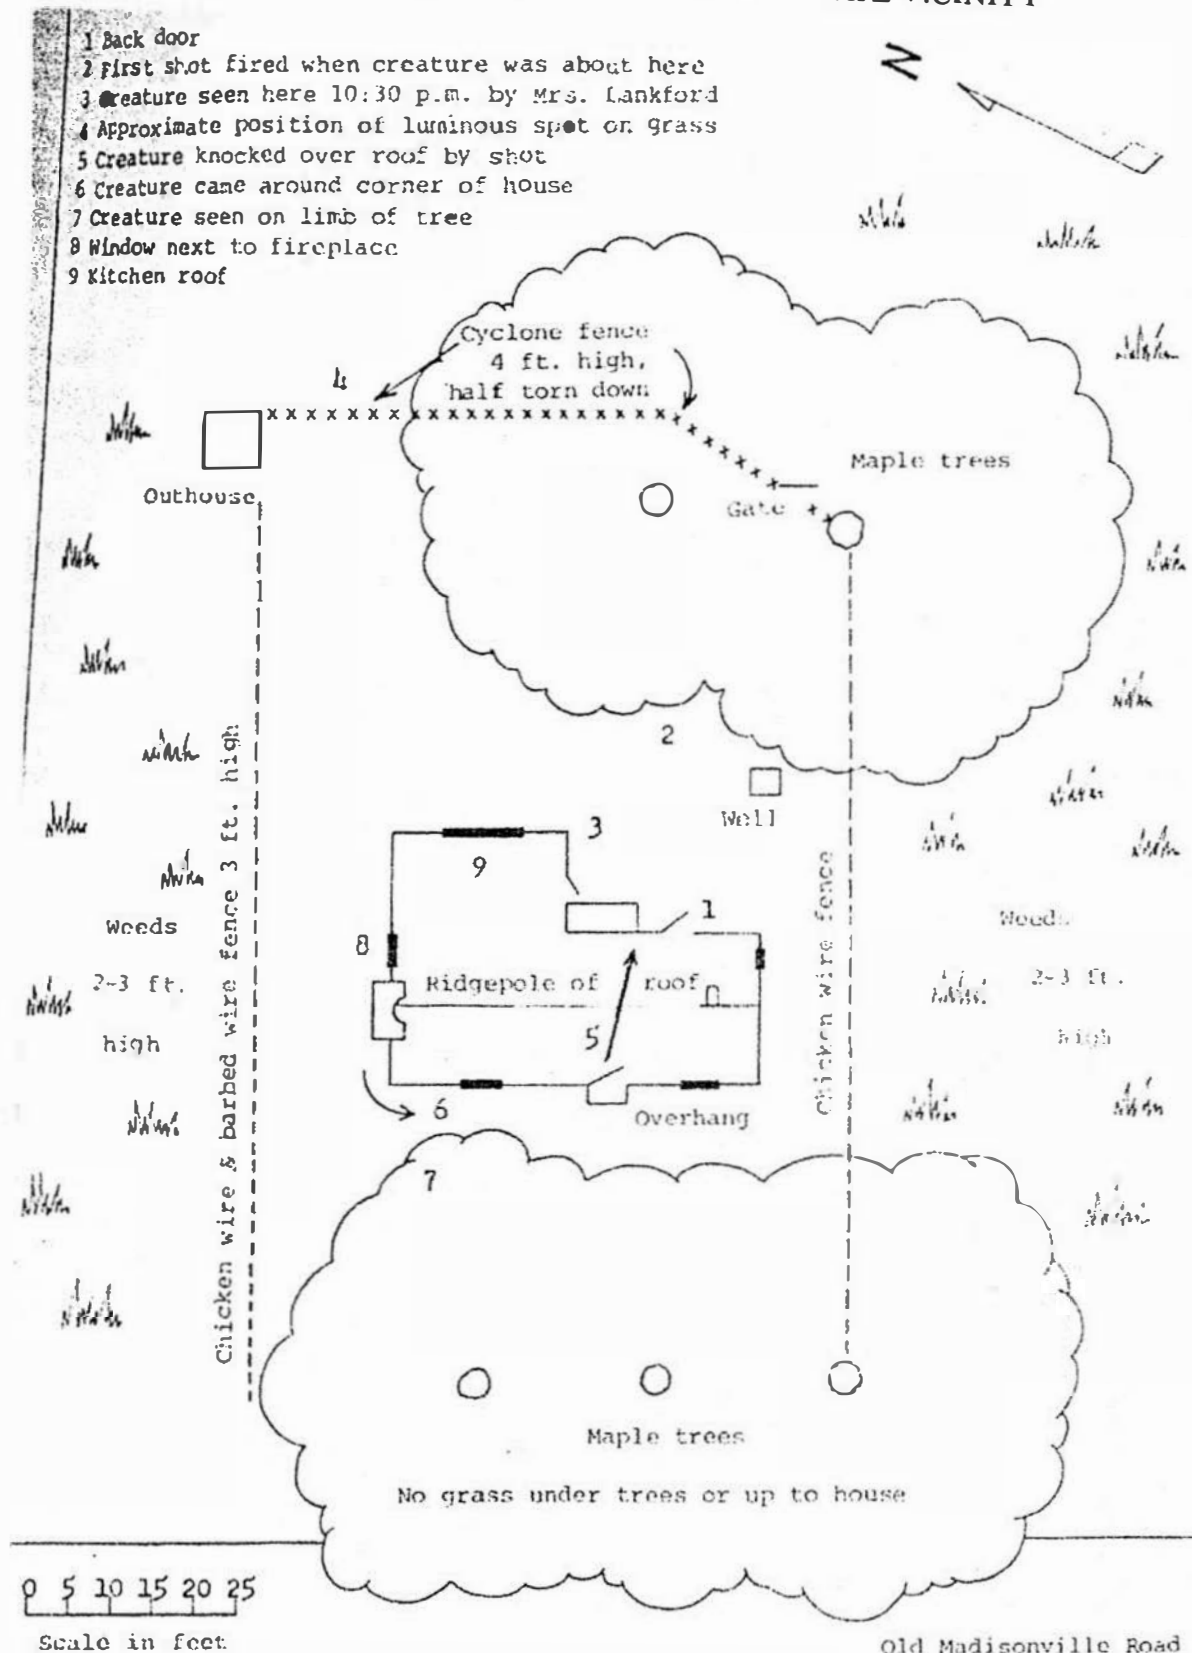 VICINITY
N
1 Back door
2 First shot fired when creature was about here
3 Creature seen here 10:30 p.m. by Mrs. Lankford
4 Approximate position of luminous spot on grass
5 Creature knocked over roof by shot
6 Creature came around corner of house
7 Creature seen on limb of tree
8 Window next to fireplace
9 Kitchen roof
Cyclone fence
4 ft. high,
half torn down
4
x x x x x x x x x x x x x x x x x x x x x x
Outhouse
Maple trees
Gate
2
Well
3
9
1
8
Ridgepole of roof
5
6
Overhang
7
Chicken wire & barbed wire fence 3 ft. high
Chicken wire fence
Weeds
2-3 ft.
high
Weeds
2-3 ft.
high
Maple trees
No grass under trees or up to house
0 5 10 15 20 25
Scale in feet
Old Madisonville Road